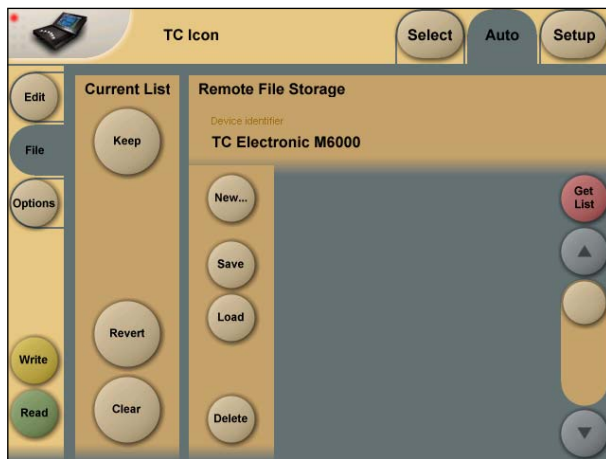 TC Icon
Select
Auto
Setup
Edit
File
Options
Write
Read
Current List
Keep
Revert
Clear
Remote File Storage
Device identifier
TC Electronic M6000
New...
Save
Load
Delete
Get
List